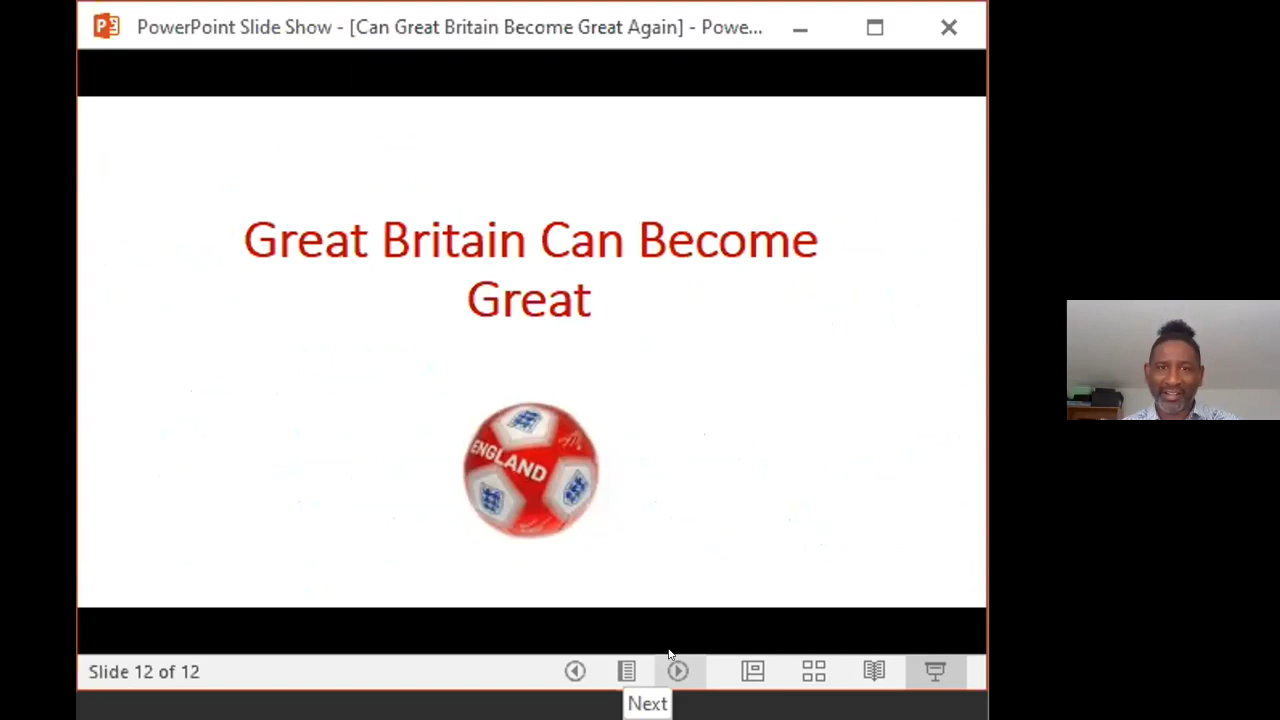 PowerPoint Slide Show - [Can Great Britain Become Great Again] - Powe...
Great Britain Can Become
Great
ENGLAND
Slide 12 of 12
Next